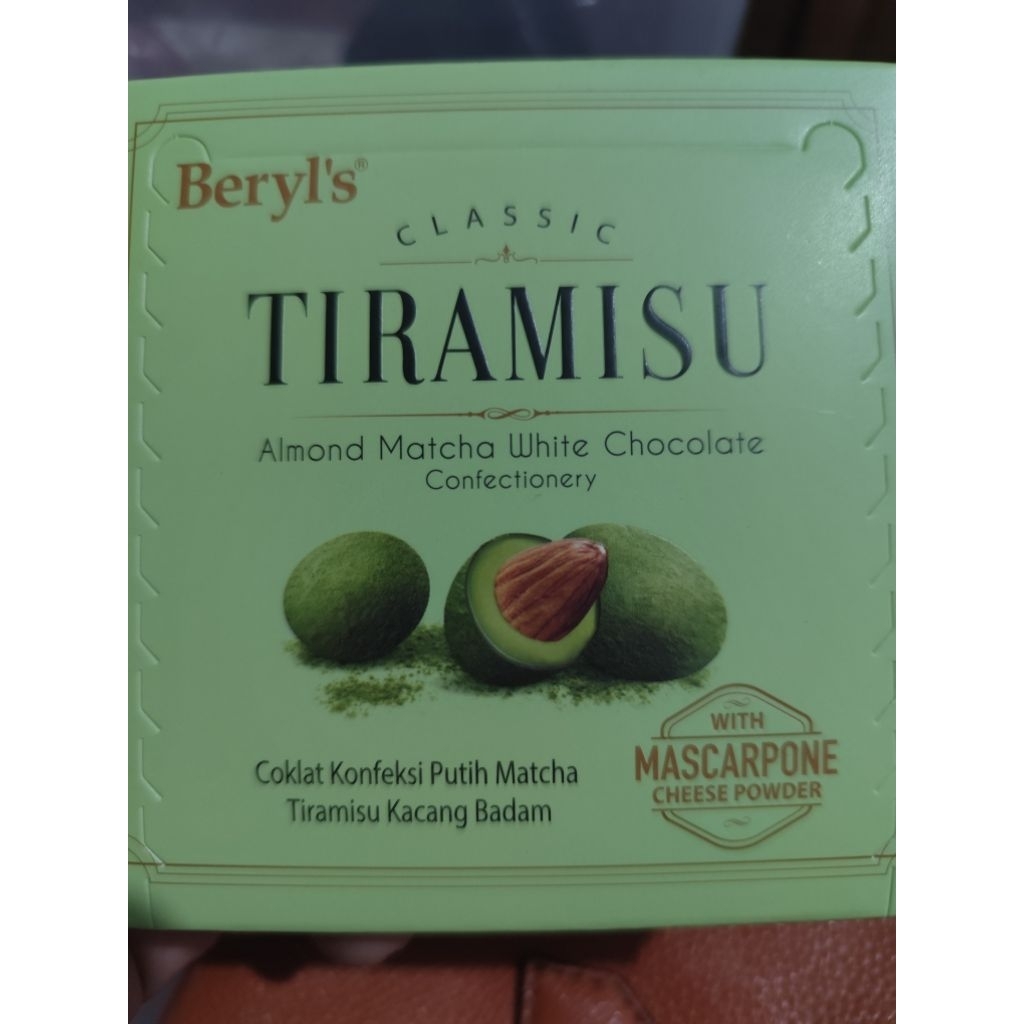 Beryl's®
CLASSIC
TIRAMISU
Almond Matcha White Chocolate
Confectionery
Coklat Konfeksi Putih Matcha
Tiramisu Kacang Badam
WITH
MASCARPONE
CHEESE POWDER